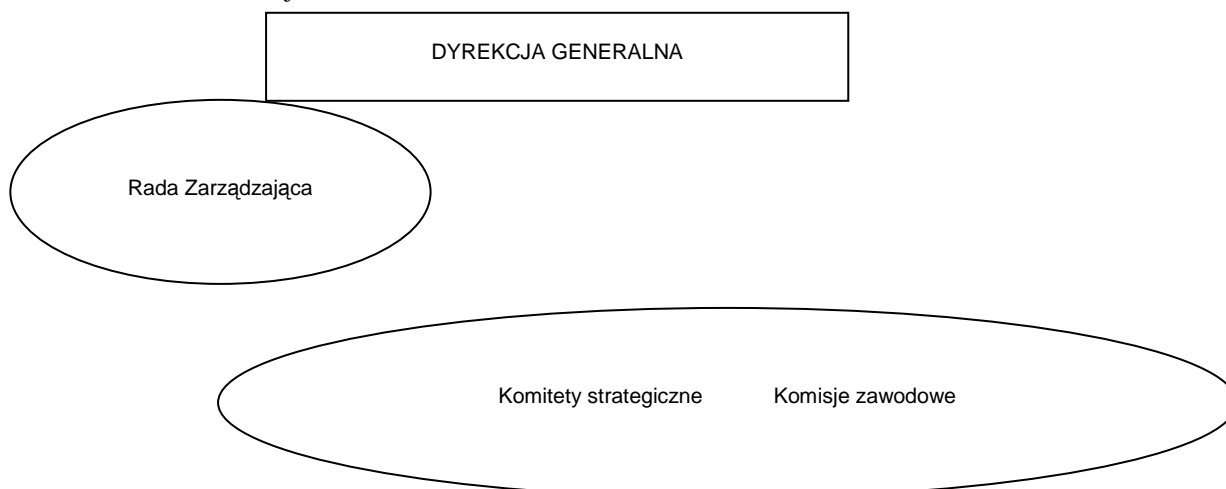 DYREKCJA GENERALNA
Rada Zarządzająca
Komitety strategiczne Komisje zawodowe